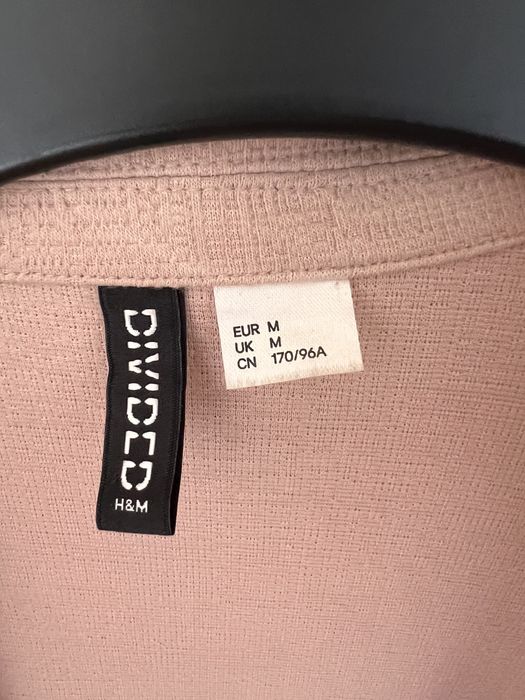 DIVIDED
H&M
EUR M
UK M
CN 170/96A